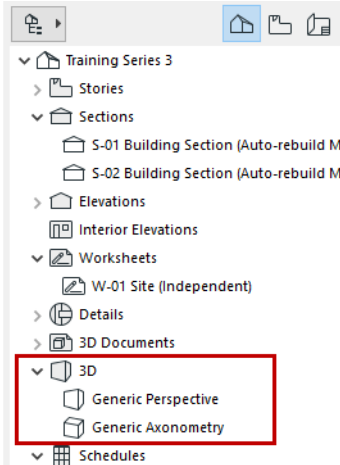 Training Series 3
Stories
Sections
S-01 Building Section (Auto-rebuild M
S-02 Building Section (Auto-rebuild M
Elevations
Interior Elevations
Worksheets
W-01 Site (Independent)
Details
3D Documents
3D
Generic Perspective
Generic Axonometry
Schedules